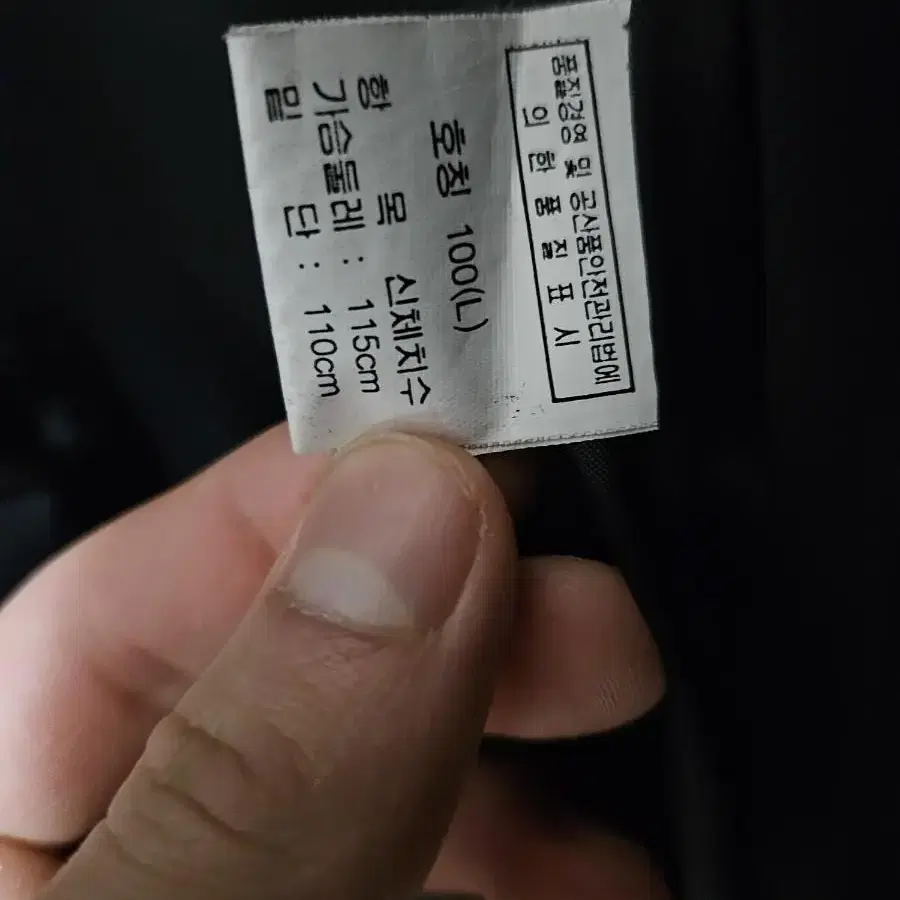 품질경영 및 공산품안전관리법에
의한 품질표시
호칭 100(L)
항 목 신체치수
가슴둘레 : 115cm
밑 단 : 110cm